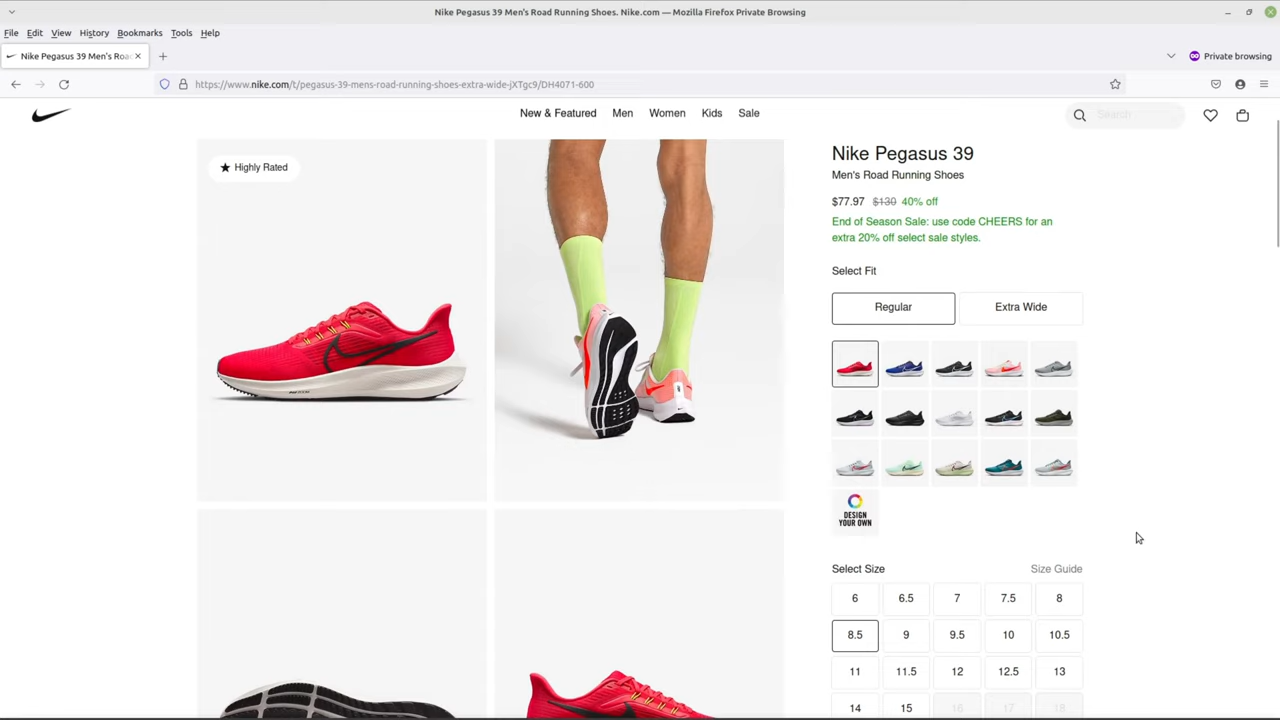 Nike Pegasus 39 Men's Road Running Shoes. Nike.com — Mozilla Firefox Private Browsing
File Edit View History Bookmarks Tools Help
Nike Pegasus 39 Men's Roa
Private browsing
https://www.nike.com/t/pegasus-39-mens-road-running-shoes-extra-wide-jXTgc9/DH4071-600
New & Featured Men Women Kids Sale
Search
Highly Rated
Nike Pegasus 39
Men's Road Running Shoes
$77.97 $130 40% off
End of Season Sale: use code CHEERS for an
extra 20% off select sale styles.
Select Fit
Regular Extra Wide
DESIGN
YOUR OWN
Select Size Size Guide
6 6.5 7 7.5 8
8.5 9 9.5 10 10.5
11 11.5 12 12.5 13
14 15 16 17 18